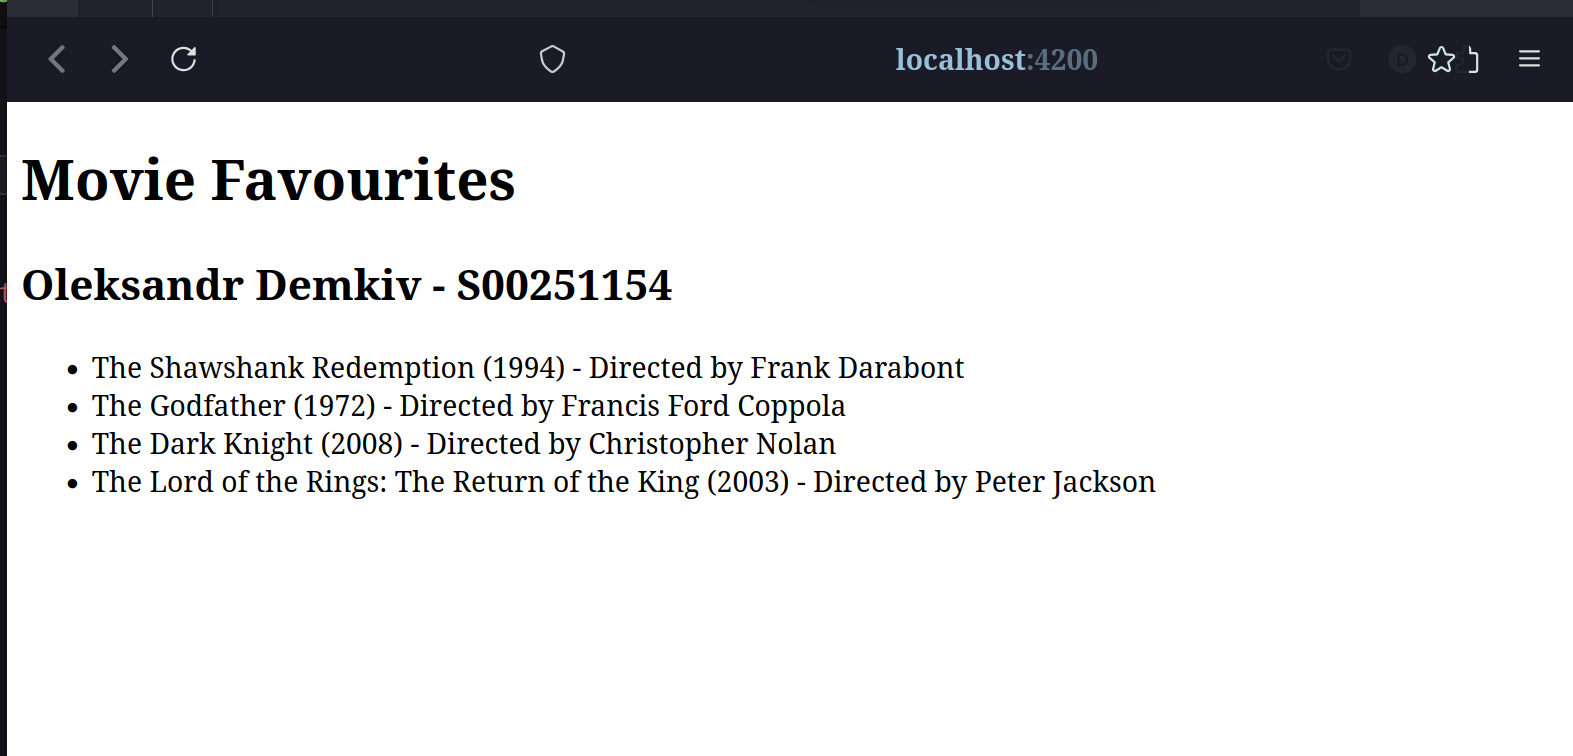 localhost:4200
Movie Favourites
Oleksandr Demkiv - S00251154
The Shawshank Redemption (1994) - Directed by Frank Darabont
The Godfather (1972) - Directed by Francis Ford Coppola
The Dark Knight (2008) - Directed by Christopher Nolan
The Lord of the Rings: The Return of the King (2003) - Directed by Peter Jackson